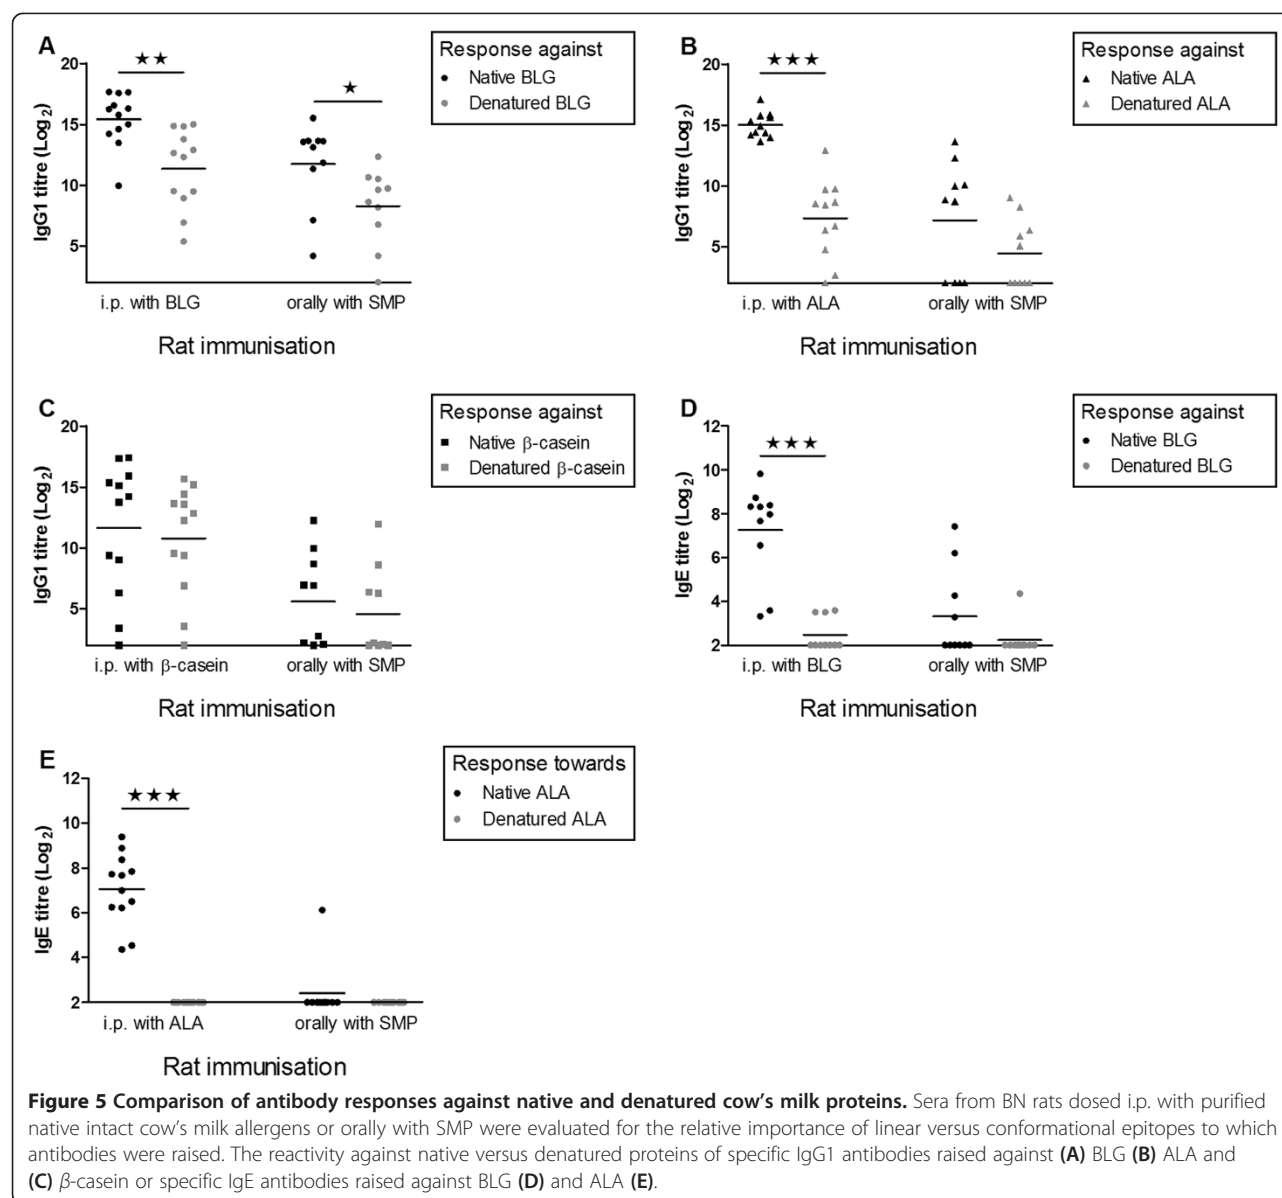 A
Response against
Native BLG
Denatured BLG
★★
★
20
15
10
5
IgG1 titre (Log2)
i.p. with BLG
orally with SMP
Rat immunisation
B
Response against
Native ALA
Denatured ALA
★★★
20
15
10
5
IgG1 titre (Log2)
i.p. with ALA
orally with SMP
Rat immunisation
C
Response against
Native β-casein
Denatured β-casein
20
15
10
5
IgG1 titre (Log2)
i.p. with β-casein
orally with SMP
Rat immunisation
D
Response against
Native BLG
Denatured BLG
★★★
12
10
8
6
4
2
IgE titre (Log2)
i.p. with BLG
orally with SMP
Rat immunisation
E
Response towards
Native ALA
Denatured ALA
★★★
12
10
8
6
4
2
IgE titre (Log2)
i.p. with ALA
orally with SMP
Rat immunisation
Figure 5 Comparison of antibody responses against native and denatured cow's milk proteins. Sera from BN rats dosed i.p. with purified
native intact cow's milk allergens or orally with SMP were evaluated for the relative importance of linear versus conformational epitopes to which
antibodies were raised. The reactivity against native versus denatured proteins of specific IgG1 antibodies raised against (A) BLG (B) ALA and
(C) β-casein or specific IgE antibodies raised against BLG (D) and ALA (E).